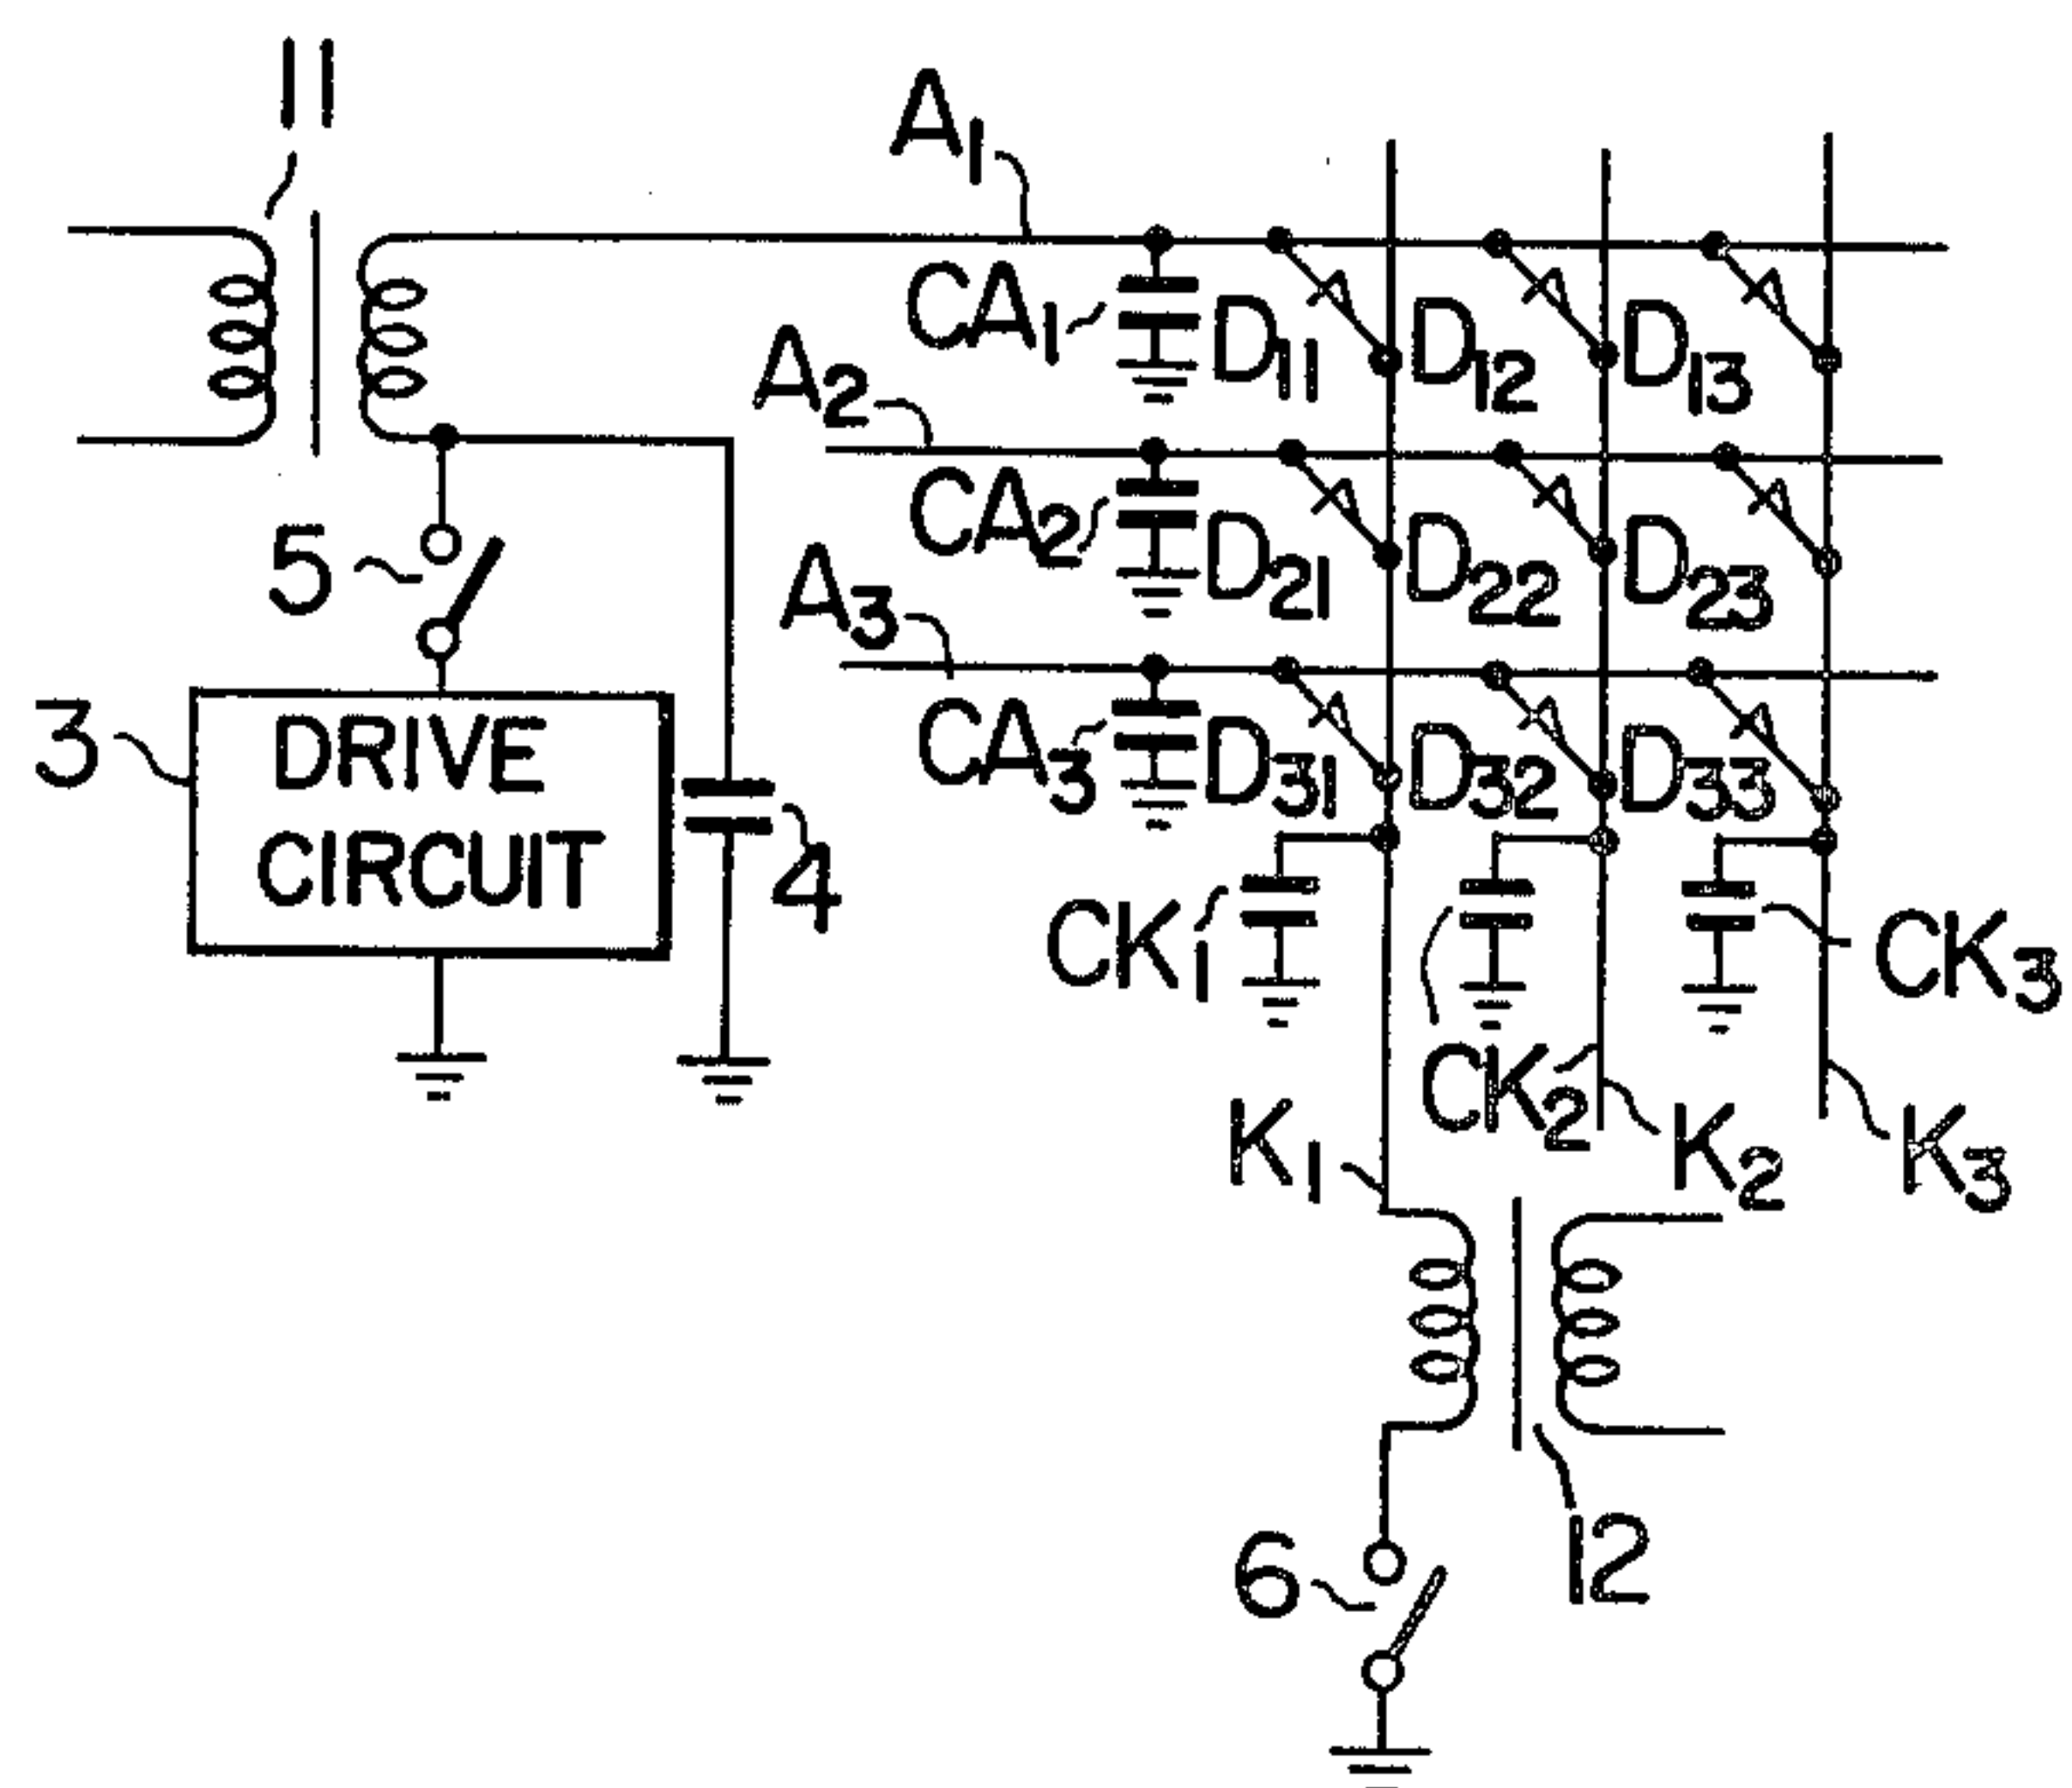 11
A1
CA1
D11
D12
D13
A2
CA2
D21
D22
D23
5
A3
CA3
D31
D32
D33
3
DRIVE
CIRCUIT
4
CK1
CK2
CK3
K1
K2
K3
6
12